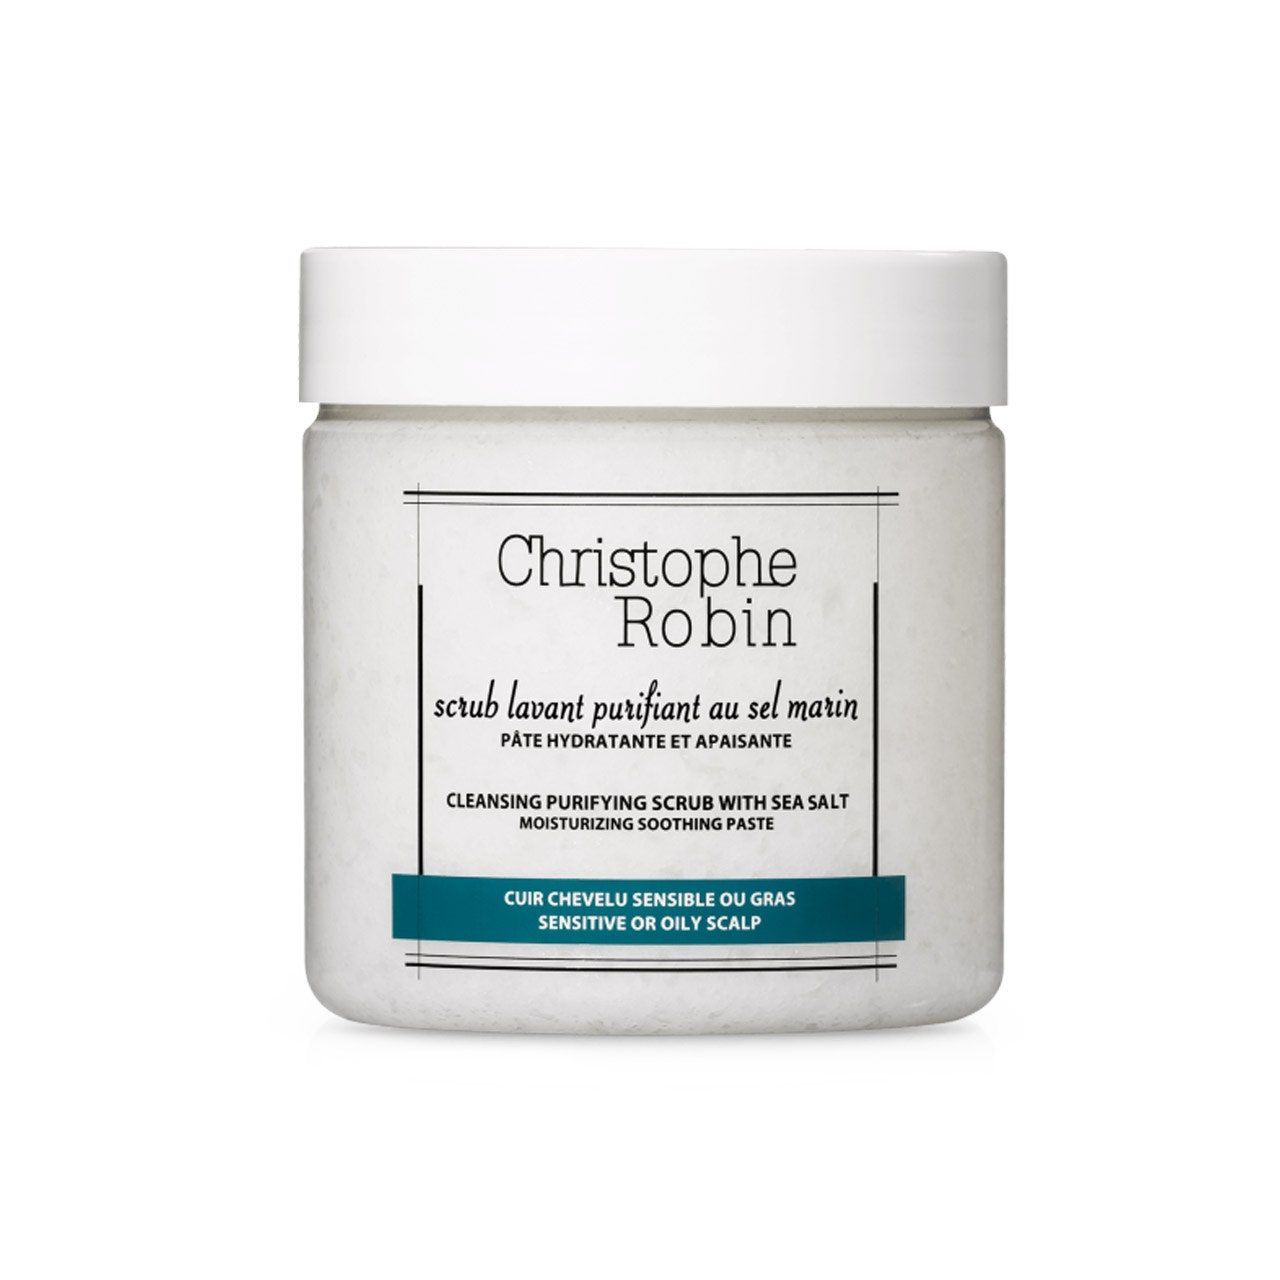 Christophe
Robin
scrub lavant purifiant au sel marin
PÂTE HYDRATANTE ET APAISANTE
CLEANSING PURIFYING SCRUB WITH SEA SALT
MOISTURIZING SOOTHING PASTE
CUIR CHEVELU SENSIBLE OU GRAS
SENSITIVE OR OILY SCALP